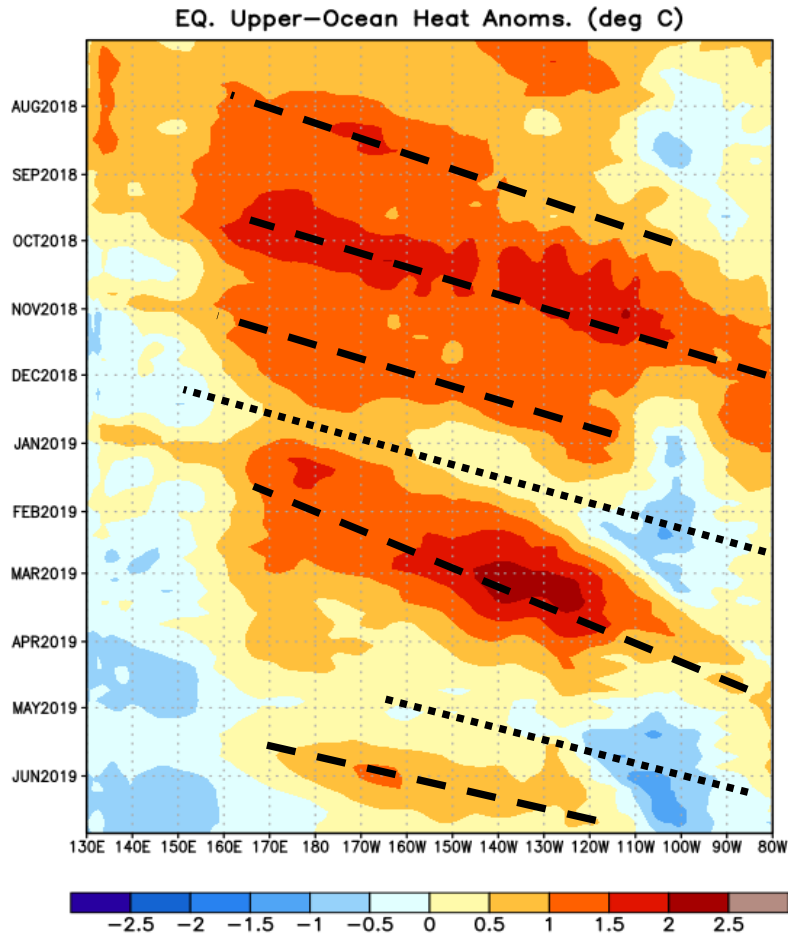 EQ. Upper-Ocean Heat Anoms. (deg C)
AUG2018
SEP2018
OCT2018
NOV2018
DEC2018
JAN2019
FEB2019
MAR2019
APR2019
MAY2019
JUN2019
130E 140E 150E 160E 170E 180 170W 160W 150W 140W 130W 120W 110W 100W 90W 80W
-2.5 -2 -1.5 -1 -0.5 0 0.5 1 1.5 2 2.5